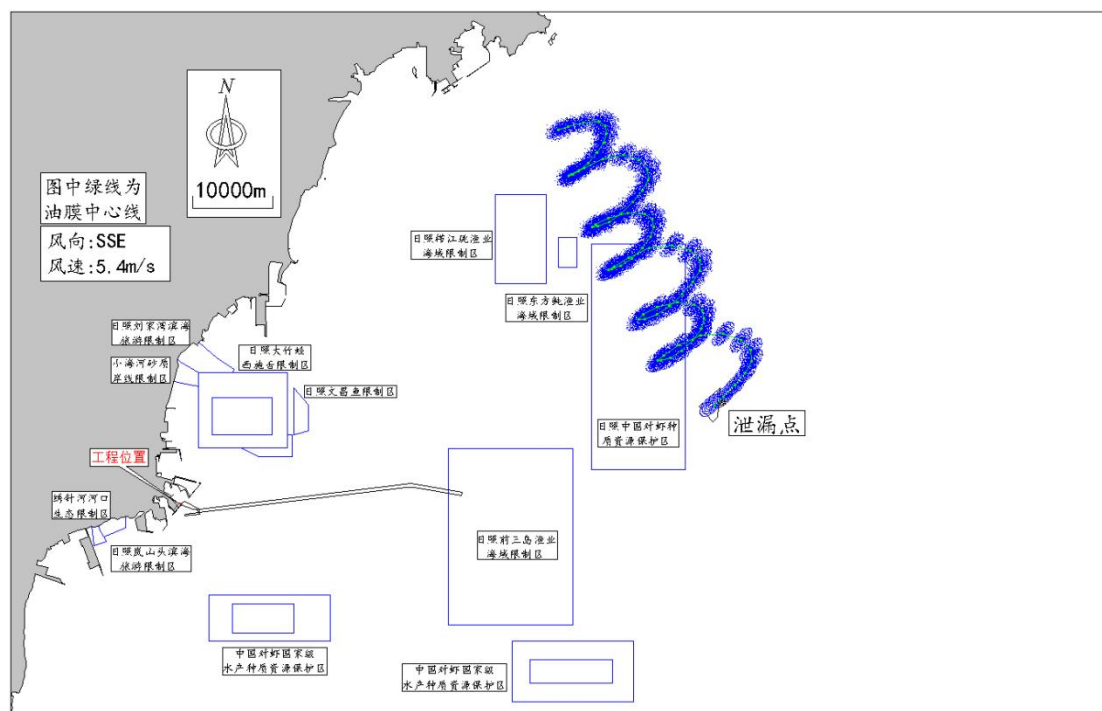 N
10000m
图中绿线为
油膜中心线
风向:SSE
风速:5.4m/s
日照桃江珧渔业
海域限制区
日照东方鲀渔业
海域限制区
日照刘家湾滨海
旅游限制区
日照大竹蛏
西施舌限制区
小海河砂质
岸线限制区
日照文昌鱼限制区
泄漏点
日照中国对虾种
质资源保护区
工程位置
绣针河河口
生态限制区
日照岚山头滨海
旅游限制区
日照前三岛渔业
海域限制区
中国对虾国家级
水产种质资源保护区
中国对虾国家级
水产种质资源保护区